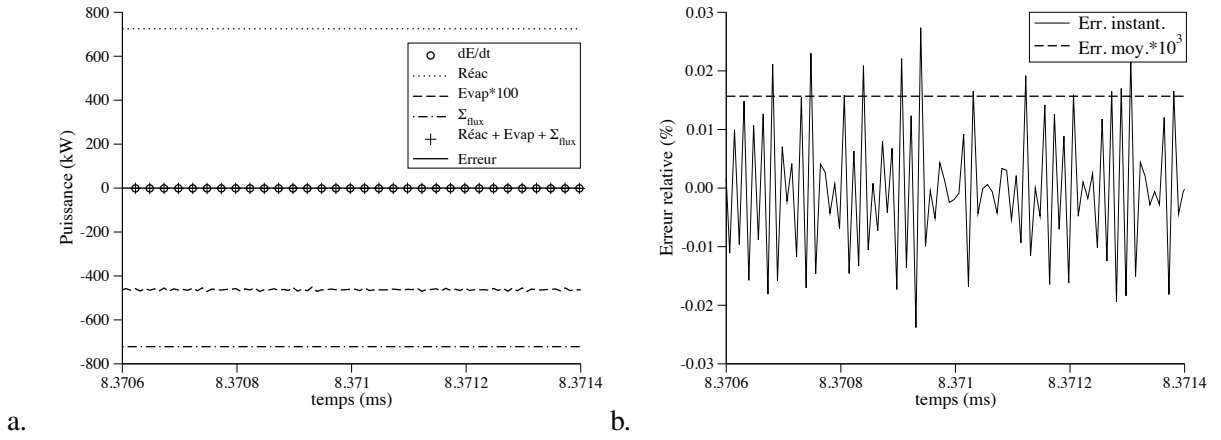 800
600
400
200
0
-200
-400
-600
-800
Puissance (kW)
dE/dt
Réac
Evap*100
Σflux
Réac + Evap + Σflux
Erreur
8.3706
8.3708
8.371
8.3712
8.3714
temps (ms)
a.
0.03
0.02
0.01
0.00
-0.01
-0.02
-0.03
Erreur relative (%)
Err. instant.
Err. moy.*10³
8.3706
8.3708
8.371
8.3712
8.3714
temps (ms)
b.